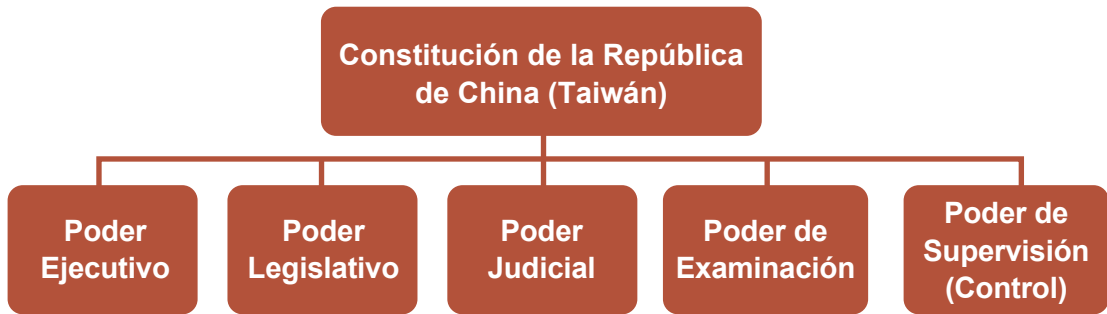 Constitución de la República
de China (Taiwán)
Poder
Ejecutivo
Poder
Legislativo
Poder
Judicial
Poder de
Examinación
Poder de
Supervisión
(Control)